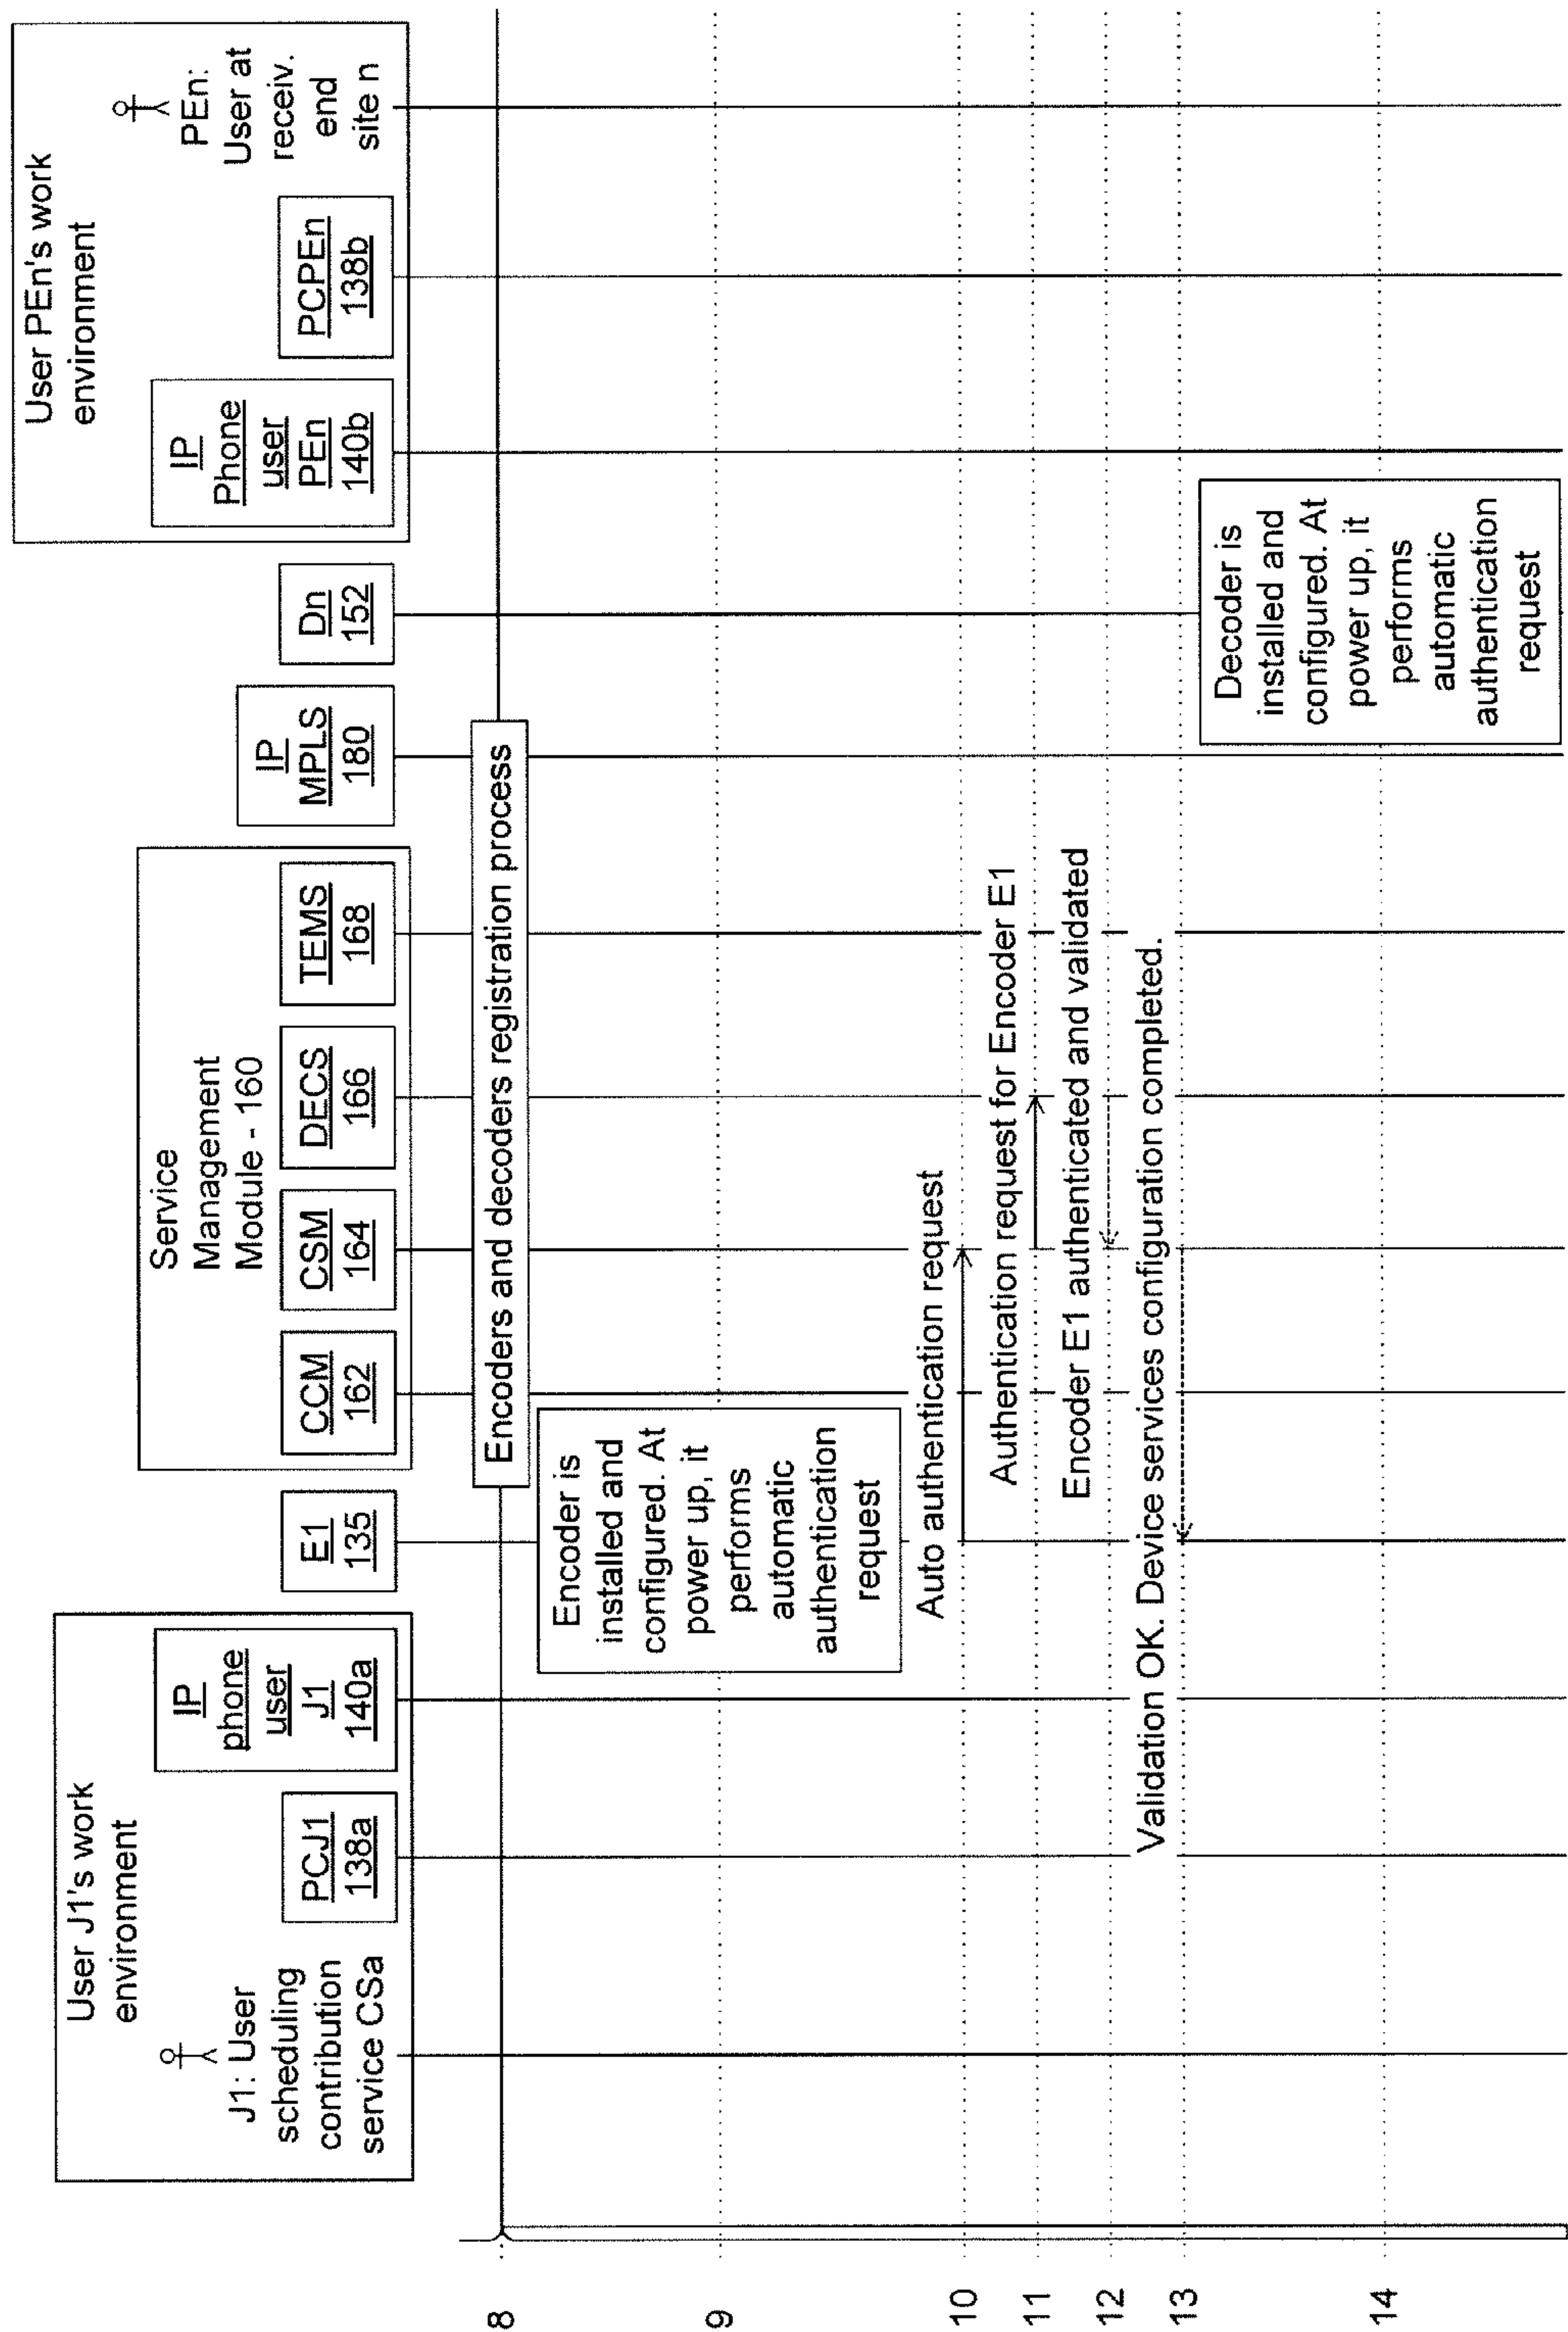 User J1's work
environment
J1: User
scheduling
contribution
service CSa
PCJ1
138a
IP
phone
user
J1
140a
E1
135
Service
Management
Module - 160
CCM
162
CSM
164
DECS
166
TEMS
168
IP
MPLS
180
Dn
152
User PEn's work
environment
IP
Phone
user
PEn
140b
PCPEn
138b
PEn:
User at
receiv.
end
site n
8
Encoders and decoders registration process
9
Encoder is
installed and
configured. At
power up, it
performs
automatic
authentication
request
10
Auto authentication request
11
Authentication request for Encoder E1
12
Encoder E1 authenticated and validated
13
Validation OK. Device services configuration completed.
14
Decoder is
installed and
configured. At
power up, it
performs
automatic
authentication
request